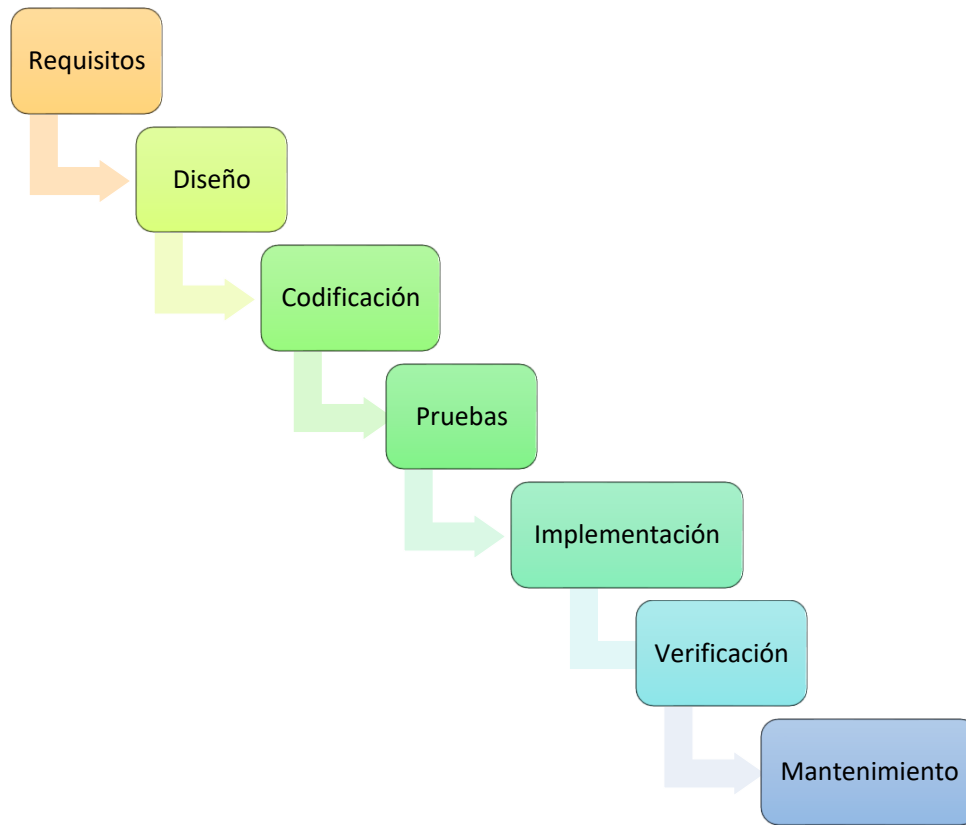 Requisitos
Diseño
Codificación
Pruebas
Implementación
Verificación
Mantenimiento